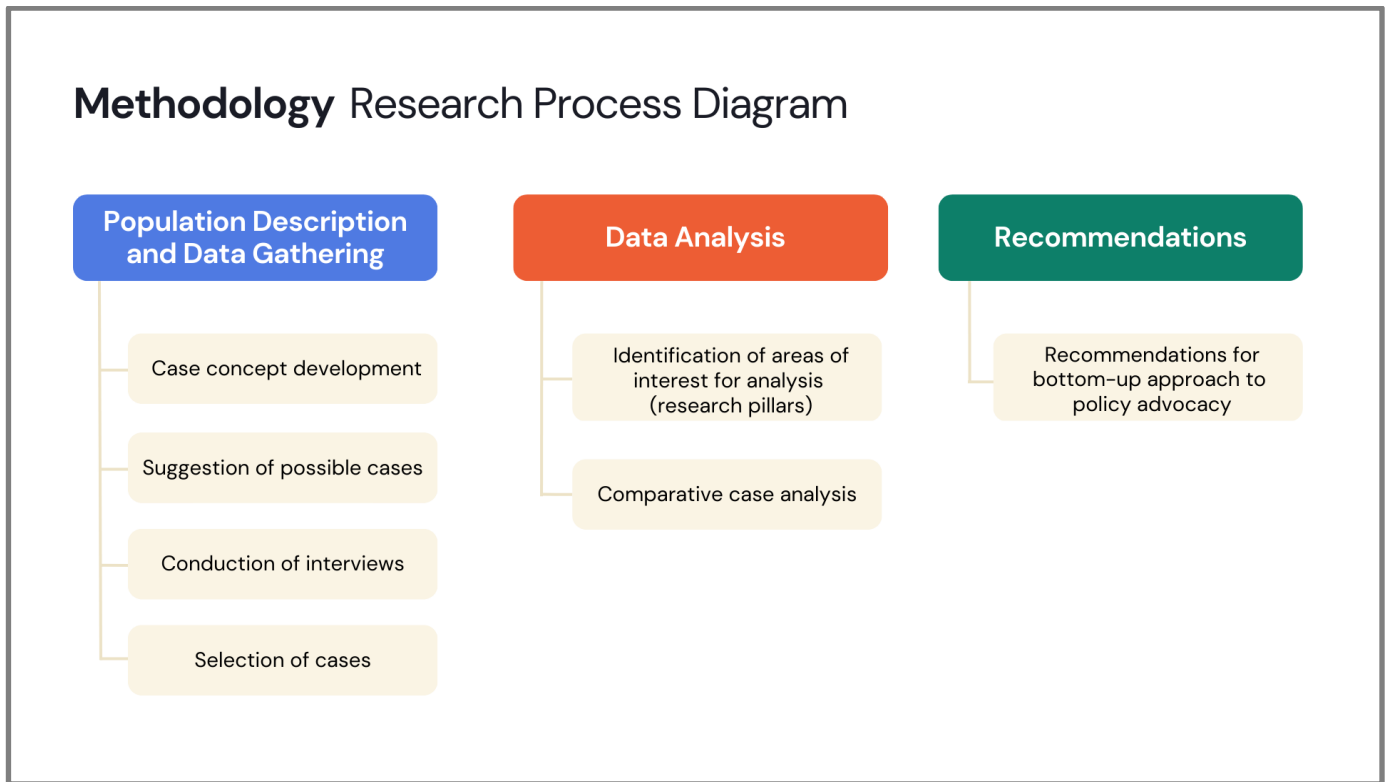 Methodology Research Process Diagram
Population Description
and Data Gathering
Case concept development
Suggestion of possible cases
Conduction of interviews
Selection of cases
Data Analysis
Identification of areas of
interest for analysis
(research pillars)
Comparative case analysis
Recommendations
Recommendations for
bottom-up approach to
policy advocacy